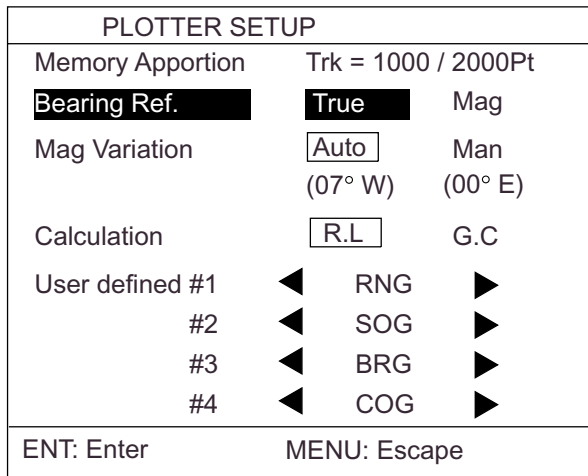 PLOTTER SETUP
Memory Apportion Trk = 1000 / 2000Pt
Bearing Ref. True Mag
Mag Variation Auto Man
(07° W) (00° E)
Calculation R.L G.C
User defined #1 ◀ RNG ▶
#2 ◀ SOG ▶
#3 ◀ BRG ▶
#4 ◀ COG ▶
ENT: Enter MENU: Escape